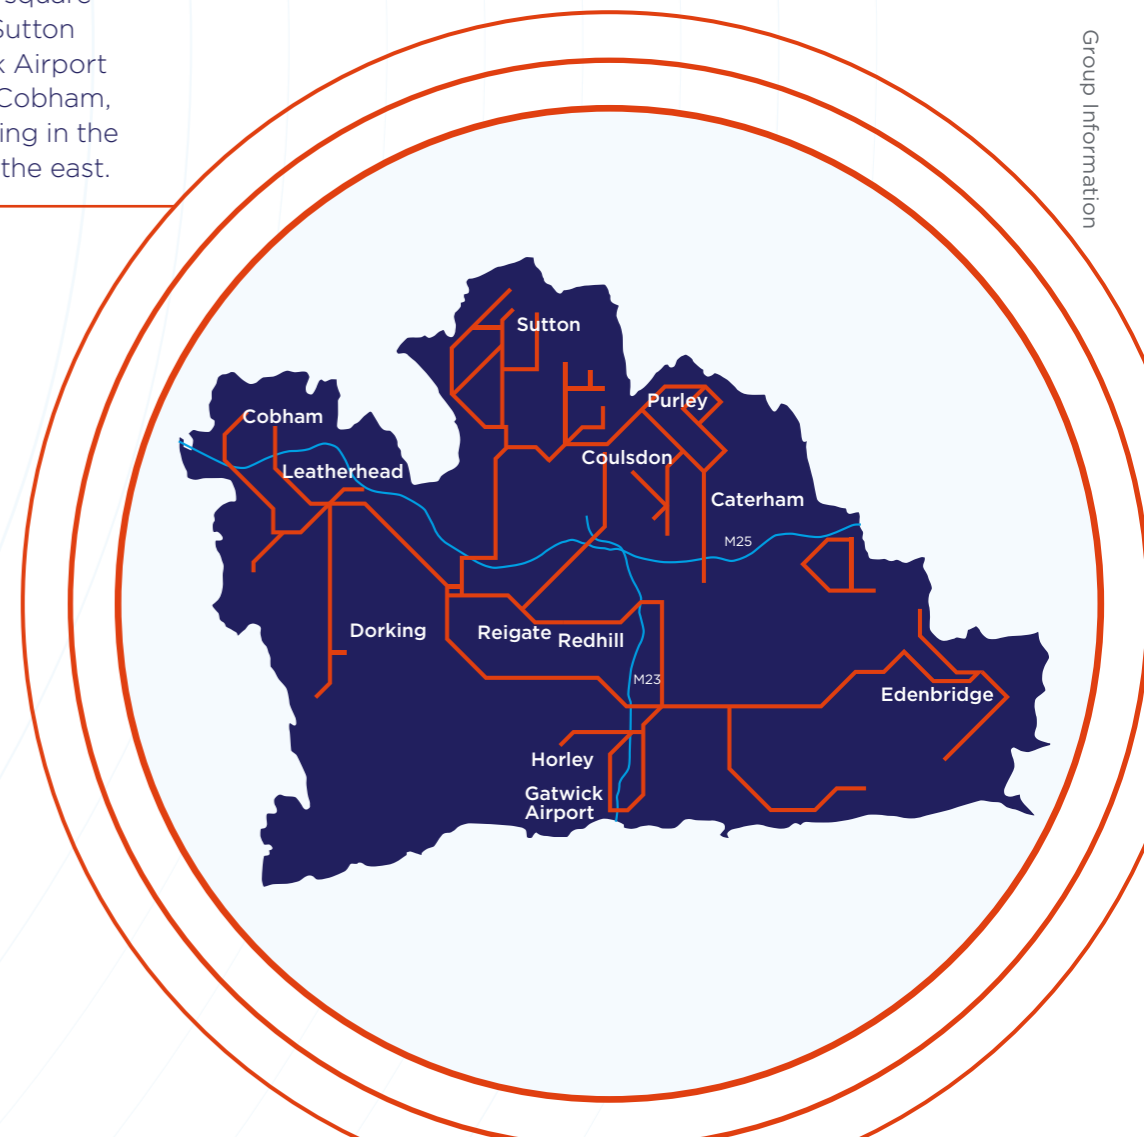 square
Sutton
Airport
Cobham,
in the
the east.
Group Information
Sutton
Purley
Cobham
Coulsdon
Leatherhead
Caterham
M25
Dorking
Reigate
Redhill
M23
Edenbridge
Horley
Gatwick
Airport